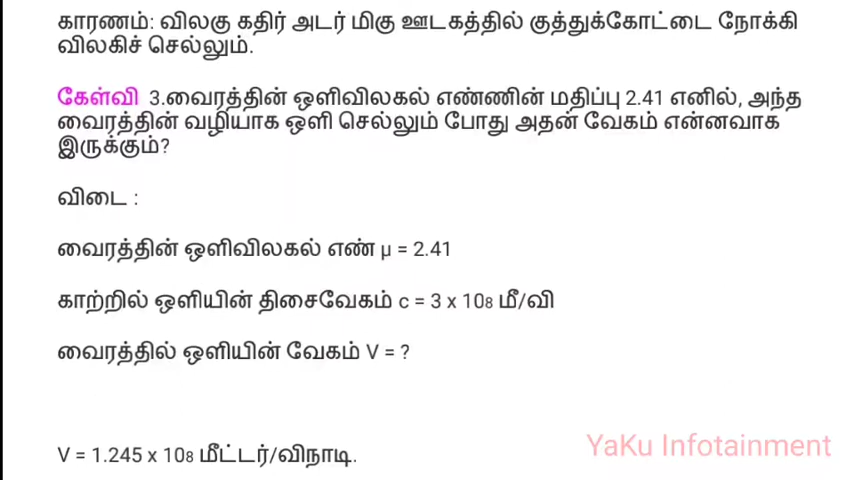 காரணம்: விலகு கதிர் அடர் மிகு ஊடகத்தில் குத்துக்கோட்டை நோக்கி
விலகிச் செல்லும்.
கேள்வி 3.வைரத்தின் ஒளிவிலகல் எண்ணின் மதிப்பு 2.41 எனில், அந்த
வைரத்தின் வழியாக ஒளி செல்லும் போது அதன் வேகம் என்னவாக
இருக்கும்?
விடை :
வைரத்தின் ஒளிவிலகல் எண் μ = 2.41
காற்றில் ஒளியின் திசைவேகம் c = 3 x 108 மீ/வி
வைரத்தில் ஒளியின் வேகம் V = ?
V = 1.245 x 108 மீட்டர்/விநாடி.
YaKu Infotainment